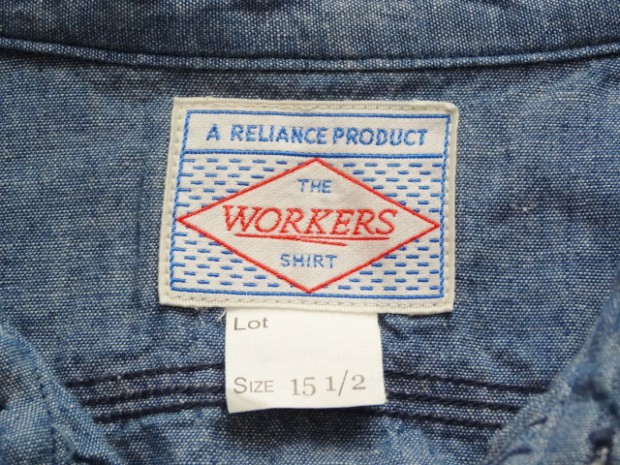 A RELIANCE PRODUCT
THE
WORKERS
SHIRT
Lot
SIZE 15 1/2